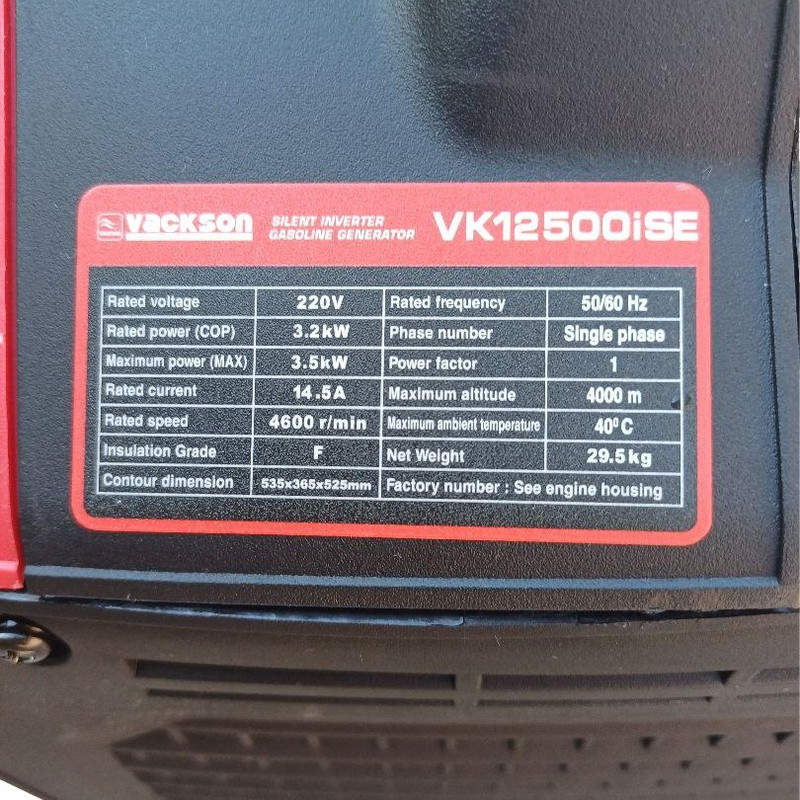 VACKSON SILENT INVERTER GASOLINE GENERATOR VK12500iSE
Rated voltage 220V Rated frequency 50/60 Hz
Rated power (COP) 3.2kW Phase number Single phase
Maximum power (MAX) 3.5kW Power factor 1
Rated current 14.5A Maximum altitude 4000 m
Rated speed 4600 r/min Maximum ambient temperature 40⁰C
Insulation Grade F Net Weight 29.5kg
Contour dimension 535x365x525mm Factory number : See engine housing